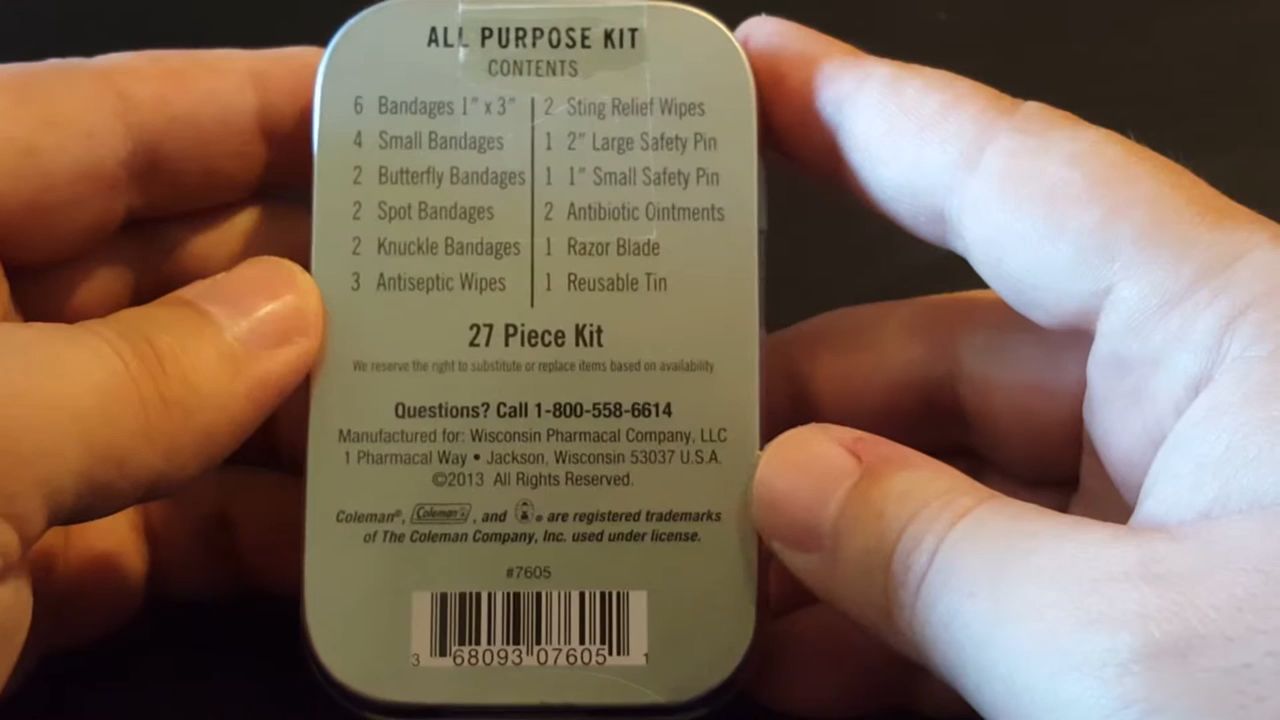 ALL PURPOSE KIT
CONTENTS
6 Bandages 1" x 3"
4 Small Bandages
2 Butterfly Bandages
2 Spot Bandages
2 Knuckle Bandages
3 Antiseptic Wipes
2 Sting Relief Wipes
1 2" Large Safety Pin
1 1" Small Safety Pin
2 Antibiotic Ointments
1 Razor Blade
1 Reusable Tin
27 Piece Kit
We reserve the right to substitute or replace items based on availability
Questions? Call 1-800-558-6614
Manufactured for: Wisconsin Pharmacal Company, LLC
1 Pharmacal Way • Jackson, Wisconsin 53037 U.S.A.
©2013 All Rights Reserved.
Coleman®, Coleman®, and ® are registered trademarks
of The Coleman Company, Inc. used under license.
#7605
3 68093 07605 1